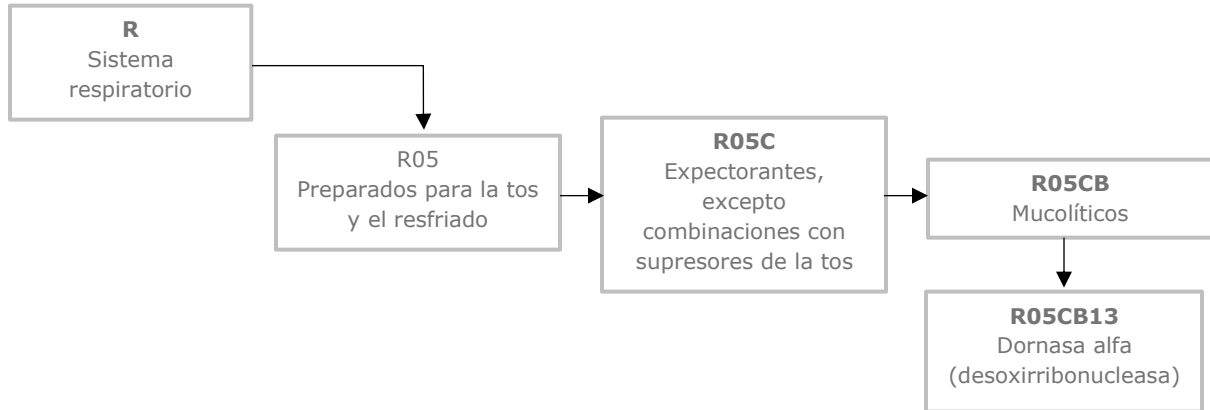 R
Sistema
respiratorio
R05
Preparados para la tos
y el resfriado
R05C
Expectorantes,
excepto
combinaciones con
supresores de la tos
R05CB
Mucolíticos
R05CB13
Dornasa alfa
(desoxirribonucleasa)